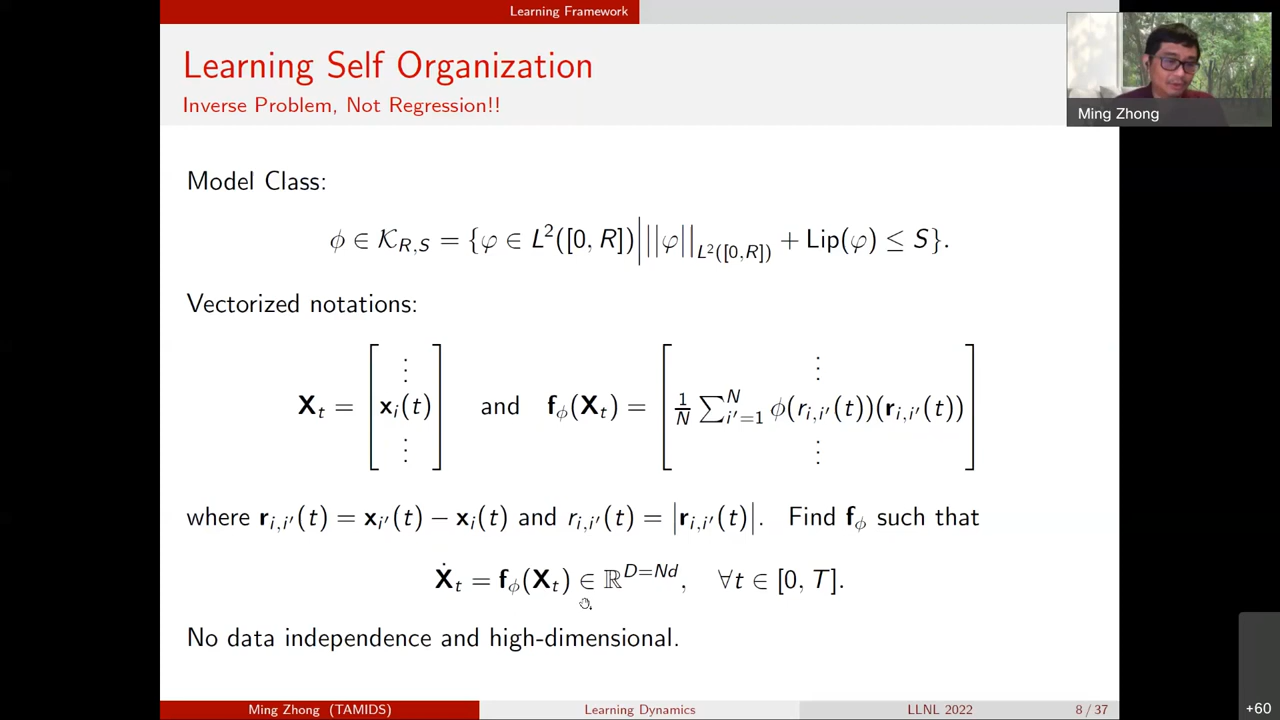 Learning Framework
Learning Self Organization
Inverse Problem, Not Regression!!
Ming Zhong
Model Class:
ϕ ∈ 𝒦_{R,S} = {φ ∈ L²([0, R]) | ||φ||_{L²([0,R])} + Lip(φ) ≤ S}.
Vectorized notations:
𝐗_t = [⋮ 𝐱_i(t) ⋮] and 𝐟_ϕ(𝐗_t) = [⋮ 1/N ∑_{i′=1}^N ϕ(r_{i,i′}(t))(𝐫_{i,i′}(t)) ⋮]
where 𝐫_{i,i′}(t) = 𝐱_{i′}(t) − 𝐱_i(t) and r_{i,i′}(t) = |𝐫_{i,i′}(t)|. Find 𝐟_ϕ such that
𝐗̇_t = 𝐟_ϕ(𝐗_t) ∈ ℝ^{D=Nd}, ∀t ∈ [0, T].
No data independence and high-dimensional.
Ming Zhong (TAMIDS) Learning Dynamics LLNL 2022 8 / 37
+60